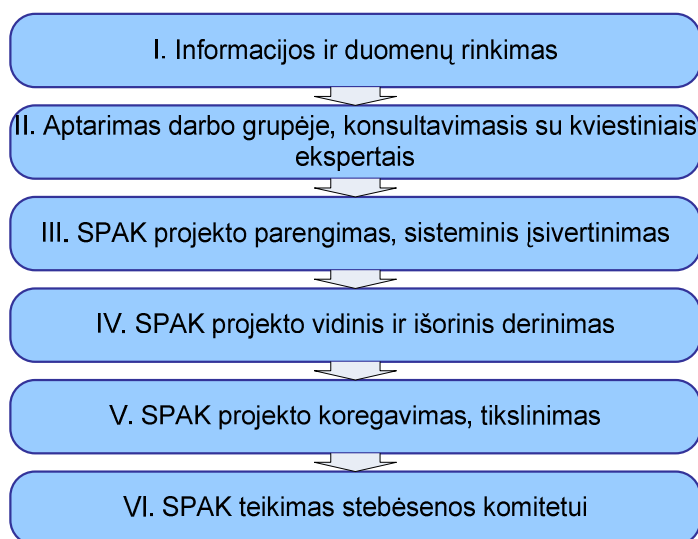 I. Informacijos ir duomenų rinkimas
II. Aptarimas darbo grupėje, konsultavimasis su kviestiniais
ekspertais
III. SPAK projekto parengimas, sisteminis įsivertinimas
IV. SPAK projekto vidinis ir išorinis derinimas
V. SPAK projekto koregavimas, tikslinimas
VI. SPAK teikimas stebėsenos komitetui